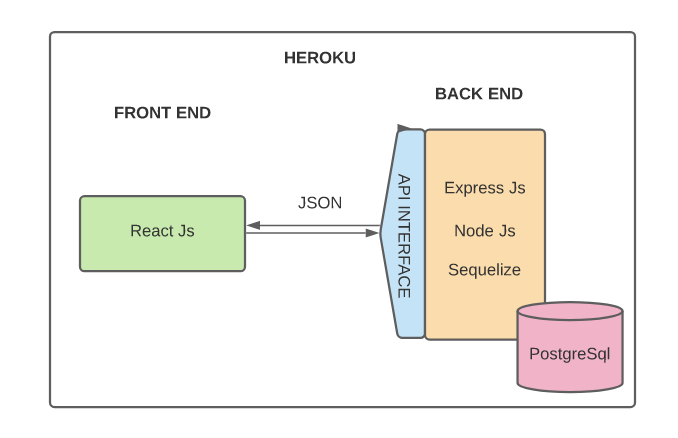 HEROKU
BACK END
FRONT END
API INTERFACE
Express Js
JSON
React Js
Node Js
Sequelize
PostgreSql